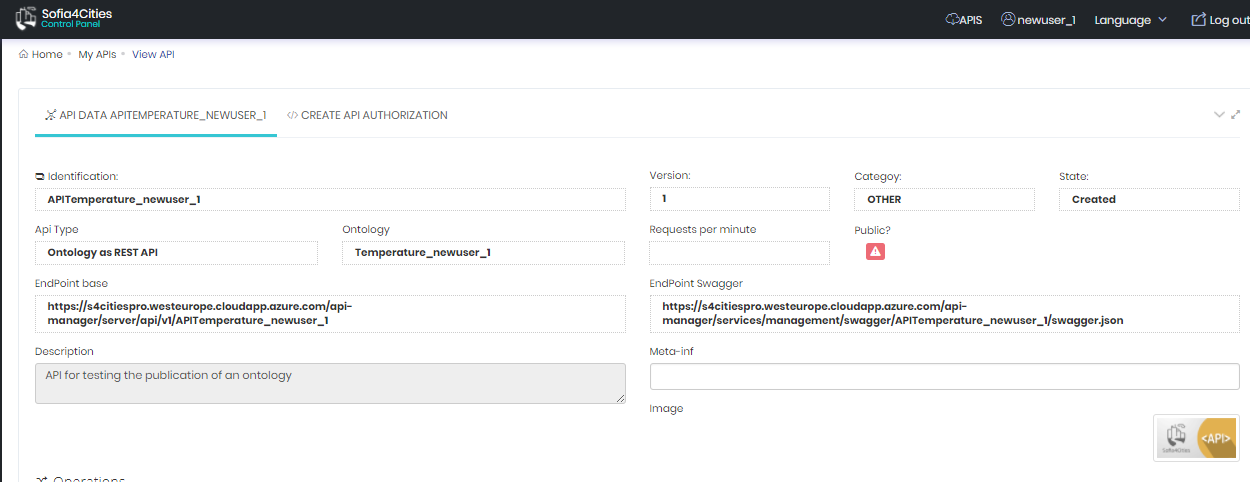 Sofia4Cities
Control Panel
APIS newuser_1 Language Log out
Home • My APIs • View API
API DATA APITEMPERATURE_NEWUSER_1 </> CREATE API AUTHORIZATION
Identification: Version: Categoy: State:
APITemperature_newuser_1 1 OTHER Created
Api Type Ontology Requests per minute Public?
Ontology as REST API Temperature_newuser_1
EndPoint base EndPoint Swagger
https://s4citiespro.westeurope.cloudapp.azure.com/api- https://s4citiespro.westeurope.cloudapp.azure.com/api-
manager/server/api/v1/APITemperature_newuser_1 manager/services/management/swagger/APITemperature_newuser_1/swagger.json
Description Meta-inf
API for testing the publication of an ontology
Image
Sofia4Cities <API>
Operations